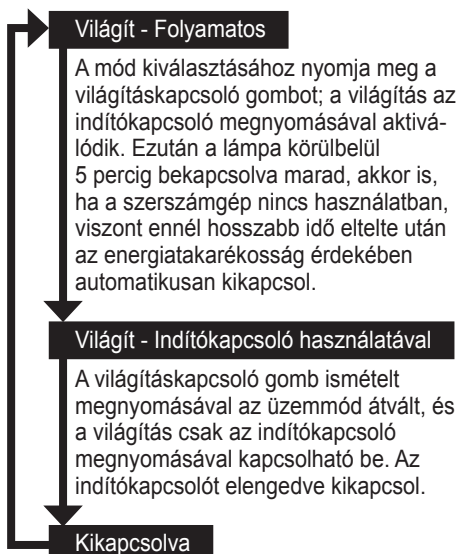 Világít - Folyamatos
A mód kiválasztásához nyomja meg a
világításkapcsoló gombot; a világítás az
indítókapcsoló megnyomásával aktivá-
lódik. Ezután a lámpa körülbelül
5 percig bekapcsolva marad, akkor is,
ha a szerszámgép nincs használatban,
viszont ennél hosszabb idő eltelte után
az energiatakarékosság érdekében
automatikusan kikapcsol.
Világít - Indítókapcsoló használatával
A világításkapcsoló gomb ismételt
megnyomásával az üzemmód átvált, és
a világítás csak az indítókapcsoló
megnyomásával kapcsolható be. Az
indítókapcsolót elengedve kikapcsol.
Kikapcsolva